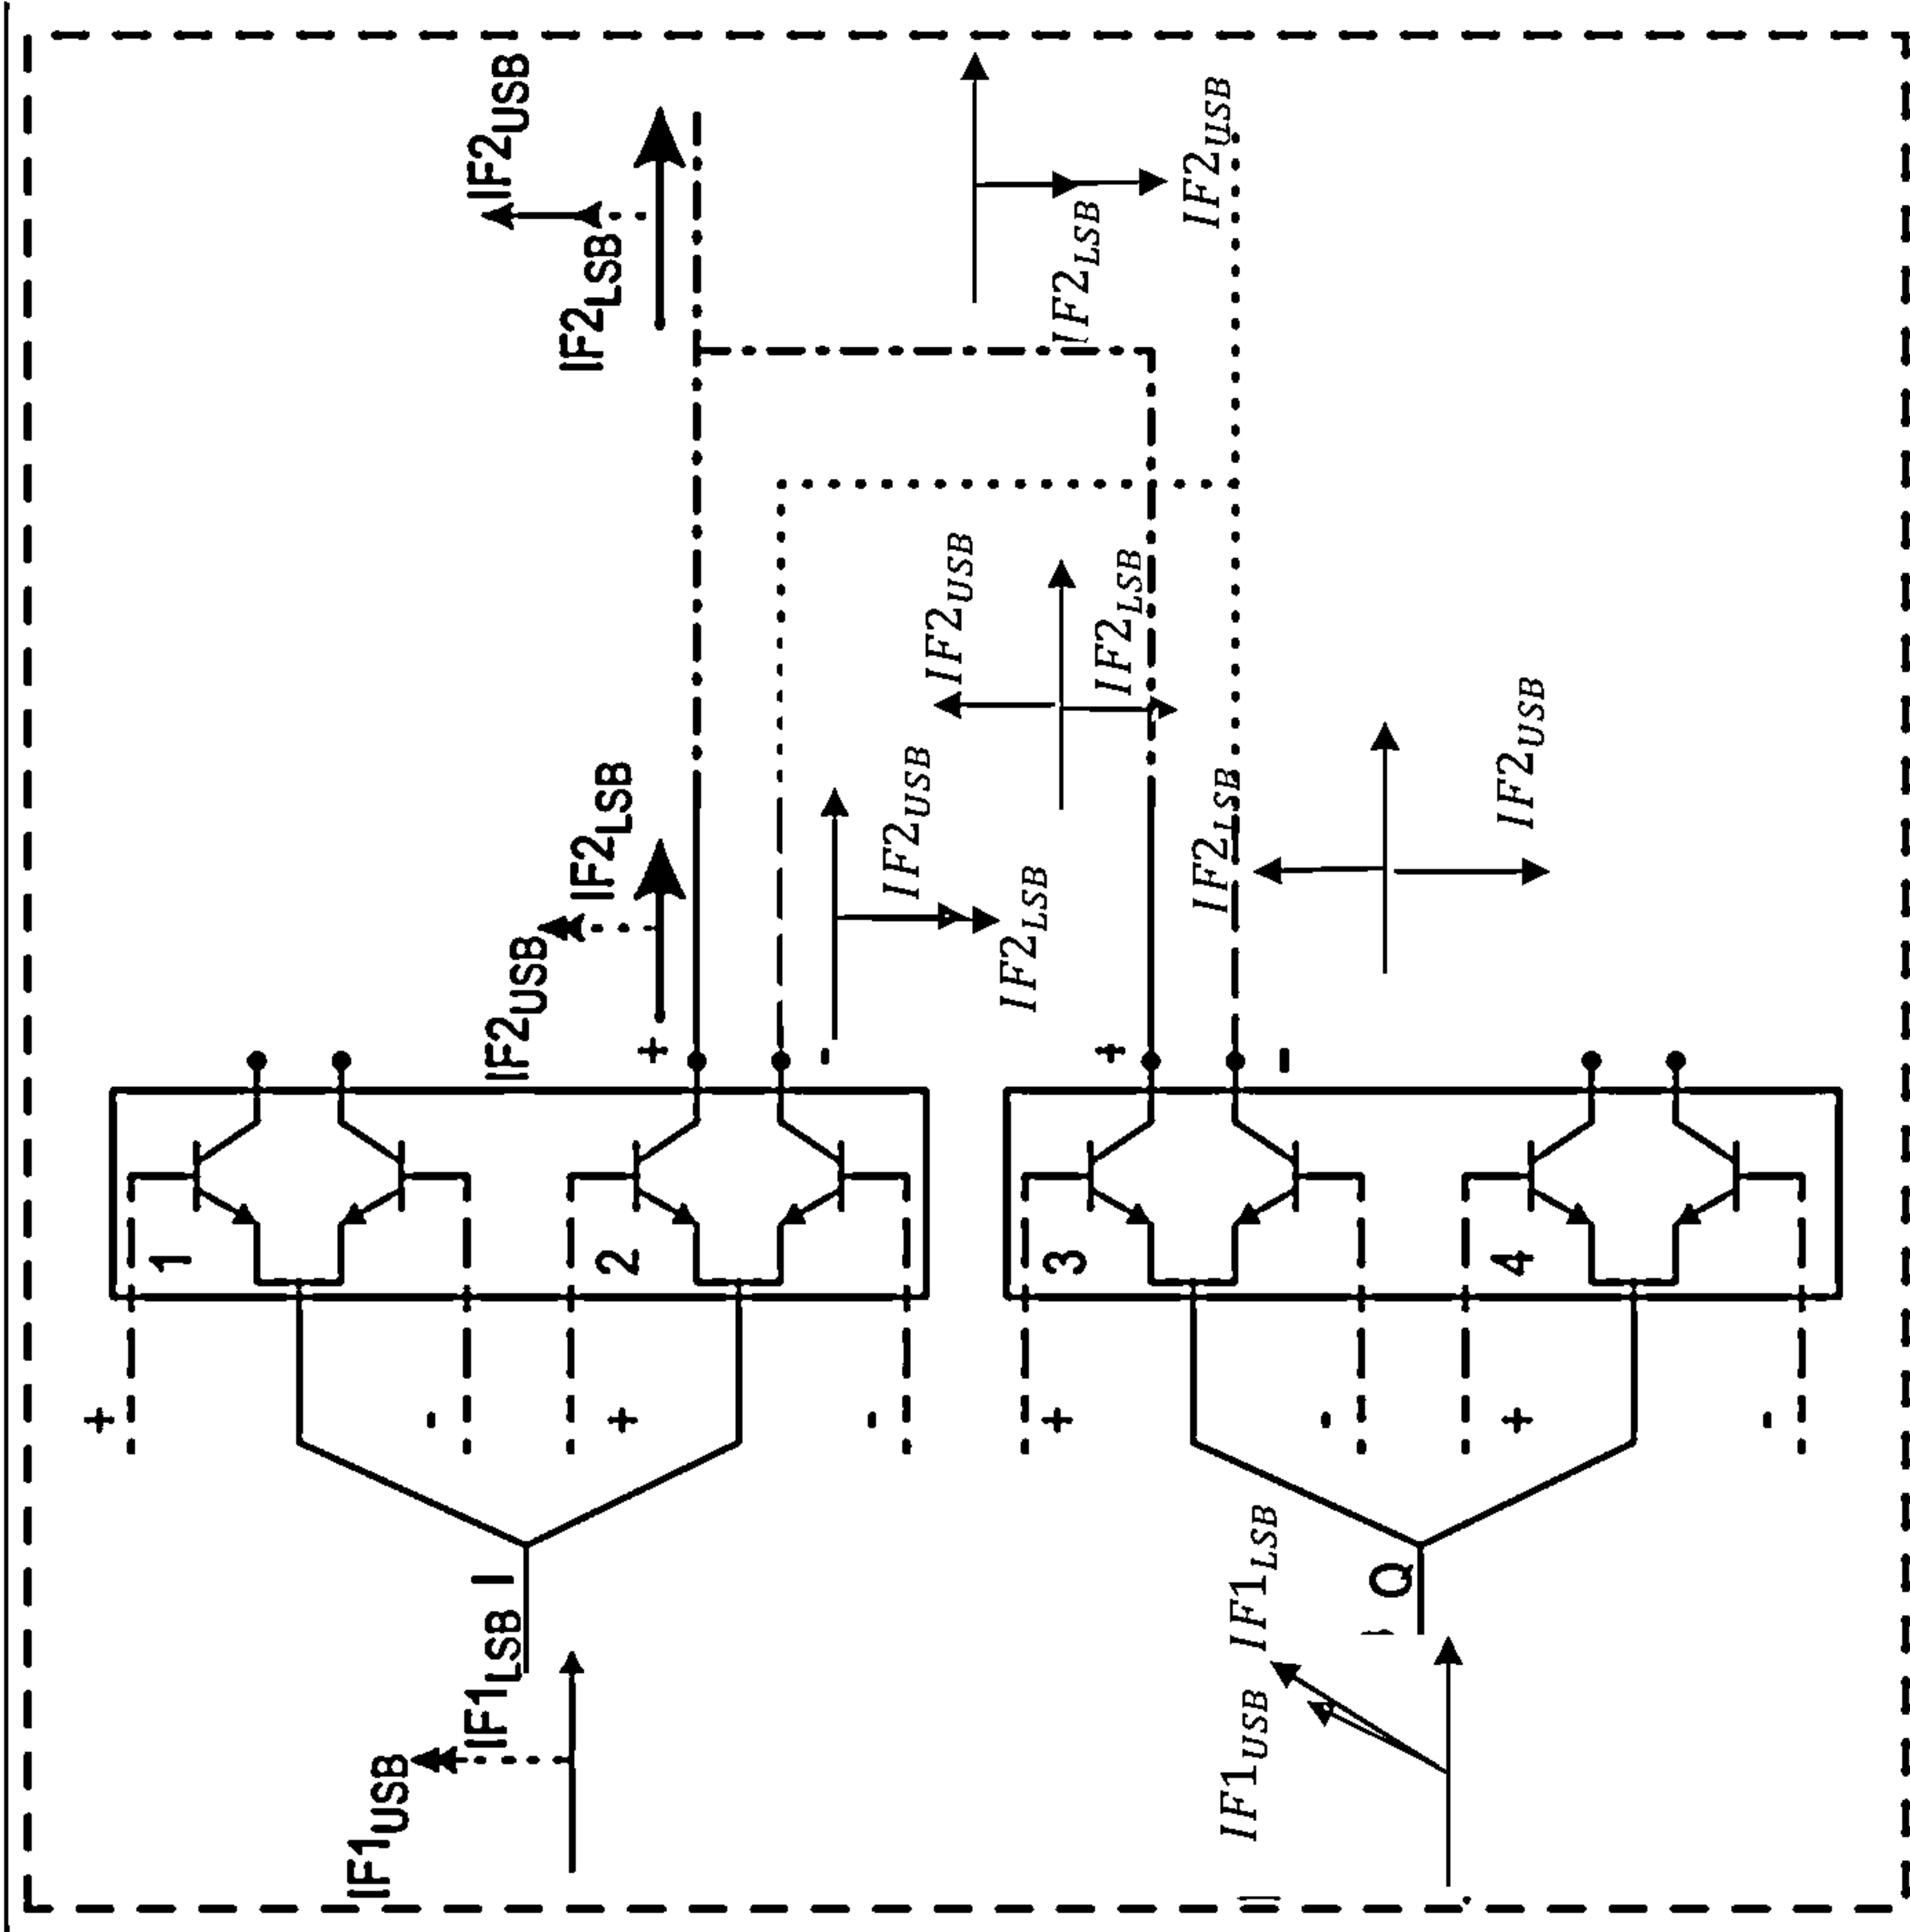 IF2USB
IF2LSB
IF2USB
IF2LSB
IF2LSB
IF2USB
+
-
IF2USB
IF2LSB
IF2USB
IF2LSB
+
-
IF2LSB
IF2USB
1
2
3
4
+
-
+
-
+
-
+
-
IF1USB
IF1LSB
I
IF1USB
IF1LSB
Q